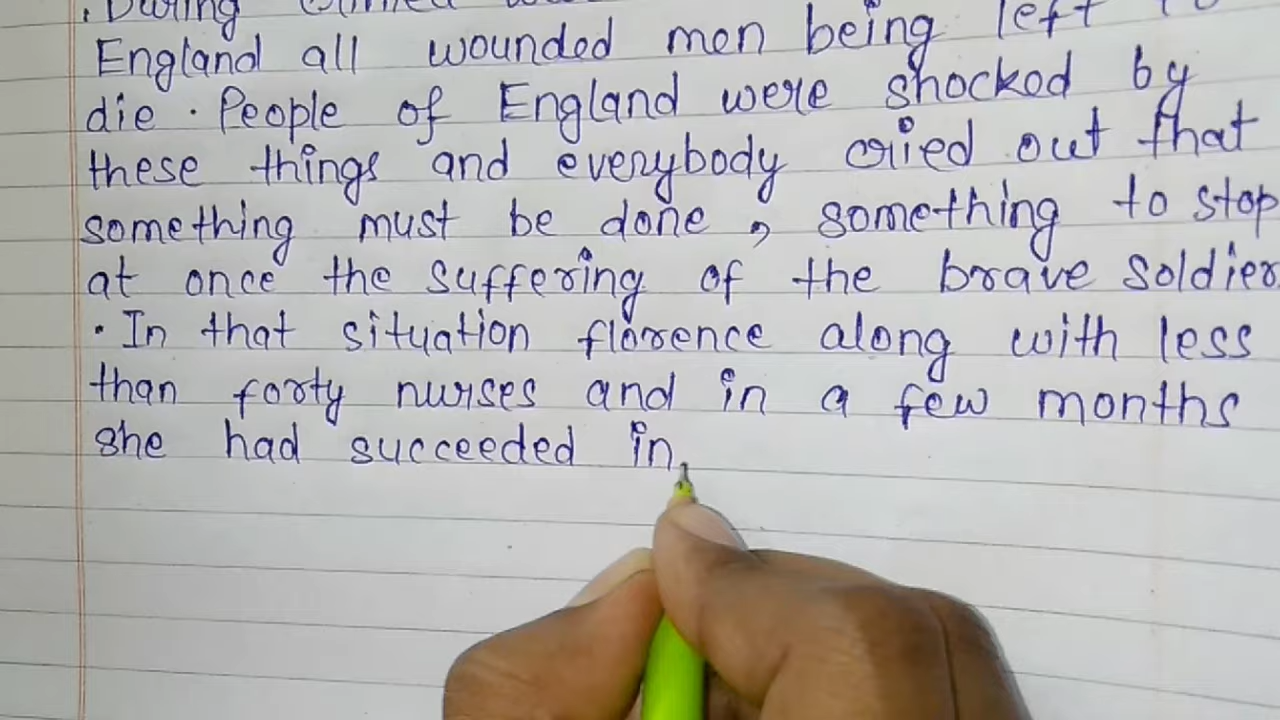 . During
England all wounded men being left to
die . People of England were shocked by
these things and everybody cried out that
something must be done , something to stop
at once the suffering of the brave soldier
. In that situation florence along with less
than forty nurses and in a few months
she had succeeded in